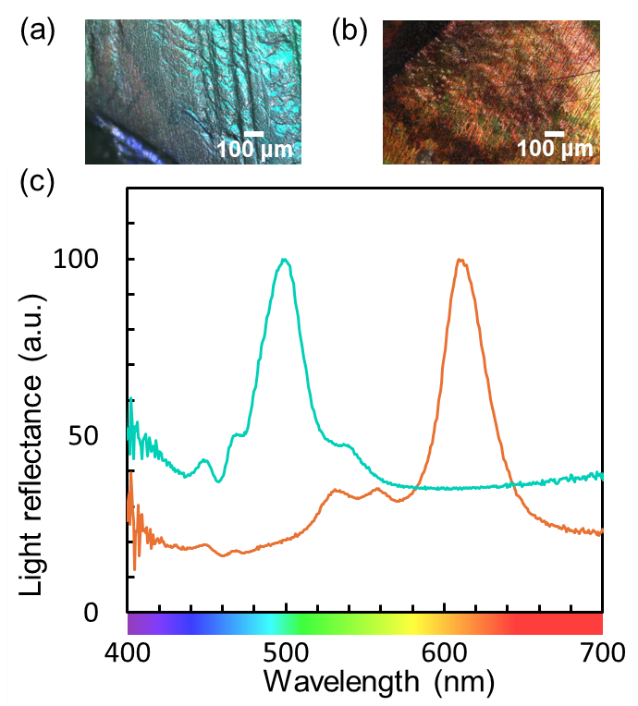 (a)
(b)
100 µm
100 µm
(c)
100
50
0
Light reflectance (a.u.)
400
500
600
700
Wavelength (nm)